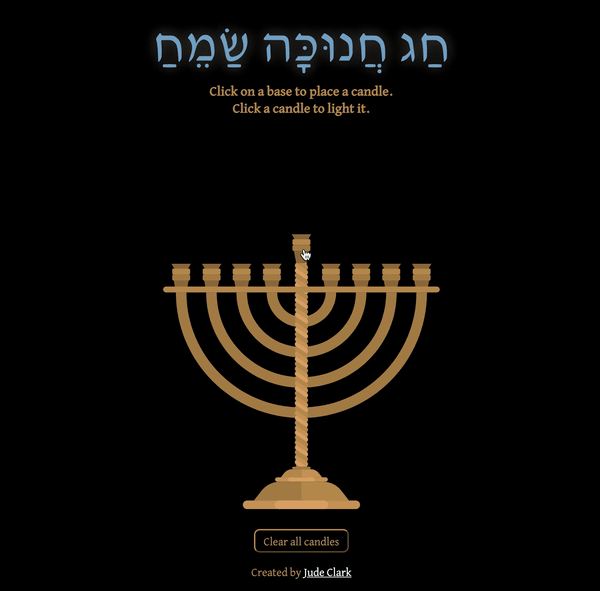 חַג חֲנוּכָּה שַׂמֵחַ
Click on a base to place a candle.
Click a candle to light it.
Clear all candles
Created by Jude Clark